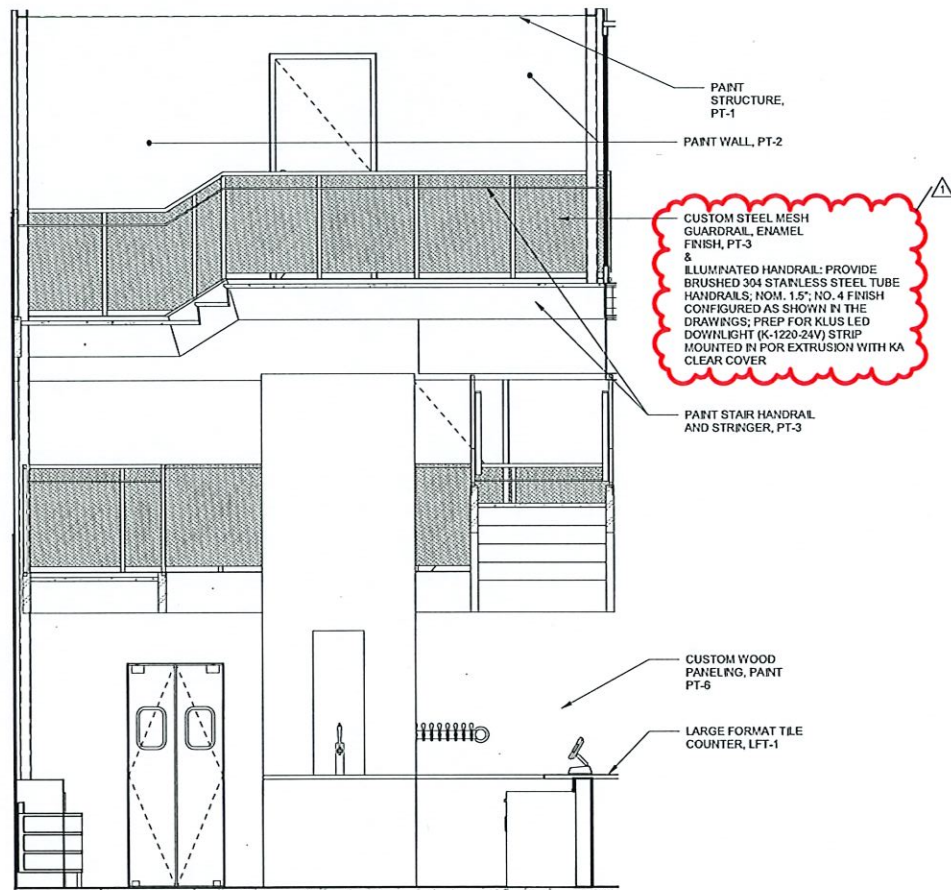 PAINT
STRUCTURE,
PT-1
PAINT WALL, PT-2
1
CUSTOM STEEL MESH
GUARDRAIL, ENAMEL
FINISH, PT-3
&
ILLUMINATED HANDRAIL: PROVIDE
BRUSHED 304 STAINLESS STEEL TUBE
HANDRAILS; NOM. 1.5"; NO. 4 FINISH
CONFIGURED AS SHOWN IN THE
DRAWINGS; PREP FOR KLUS LED
DOWNLIGHT (K-1220-24V) STRIP
MOUNTED IN POR EXTRUSION WITH KA
CLEAR COVER
PAINT STAIR HANDRAIL
AND STRINGER, PT-3
CUSTOM WOOD
PANELING, PAINT
PT-6
LARGE FORMAT TILE
COUNTER, LFT-1